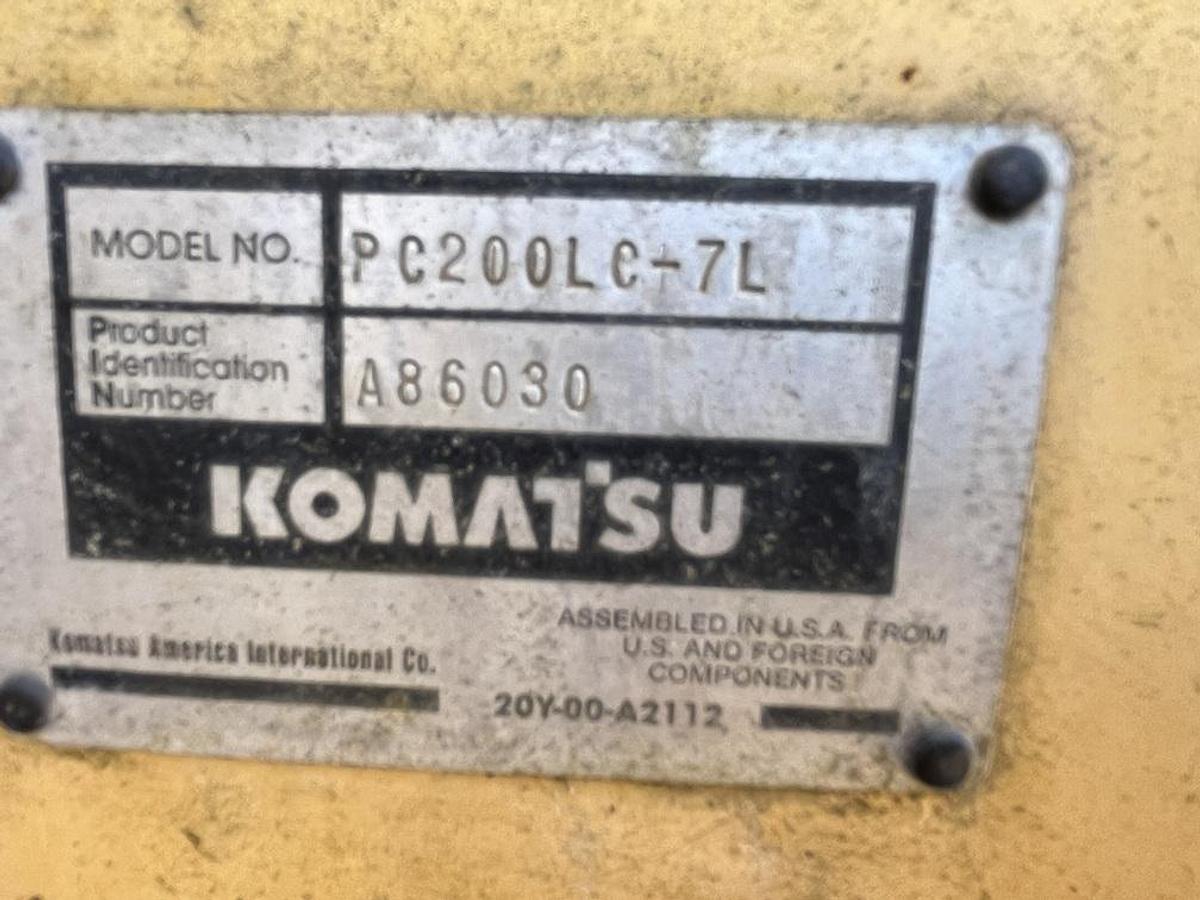 MODEL NO. PC200LC-7L
Product
Identification
Number
A86030
KOMATSU
Komatsu America International Co.
ASSEMBLED IN U.S.A. FROM
U.S. AND FOREIGN
COMPONENTS
20Y-00-A2112